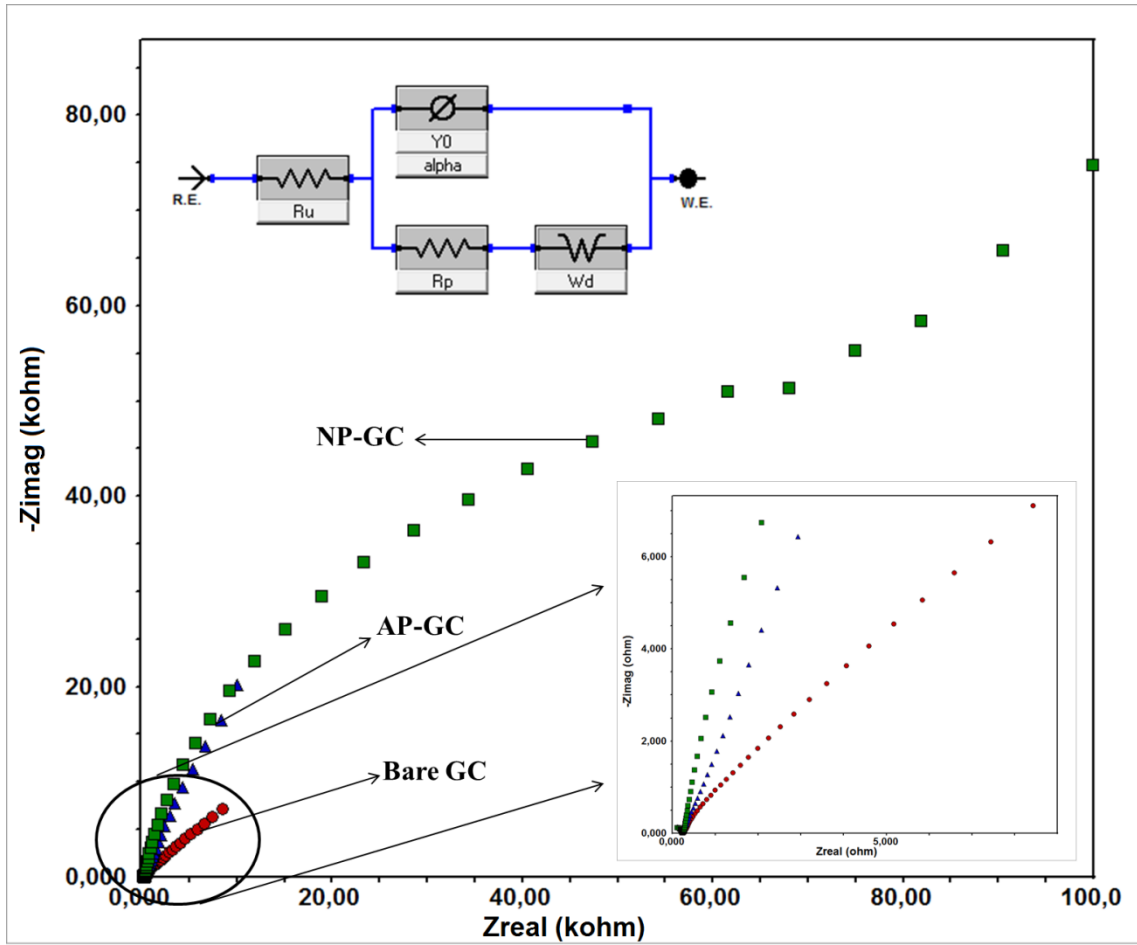 80,00
60,00
40,00
20,00
0,000
-Zimag (kohm)
0,00
20,00
40,00
60,00
80,00
100,0
Zreal (kohm)
R.E.
Ru
Y0
alpha
Rp
Wd
W.E.
NP-GC
AP-GC
Bare GC
6,000
4,000
2,000
0,000
-Zimag (ohm)
0,000
5,000
Zreal (ohm)